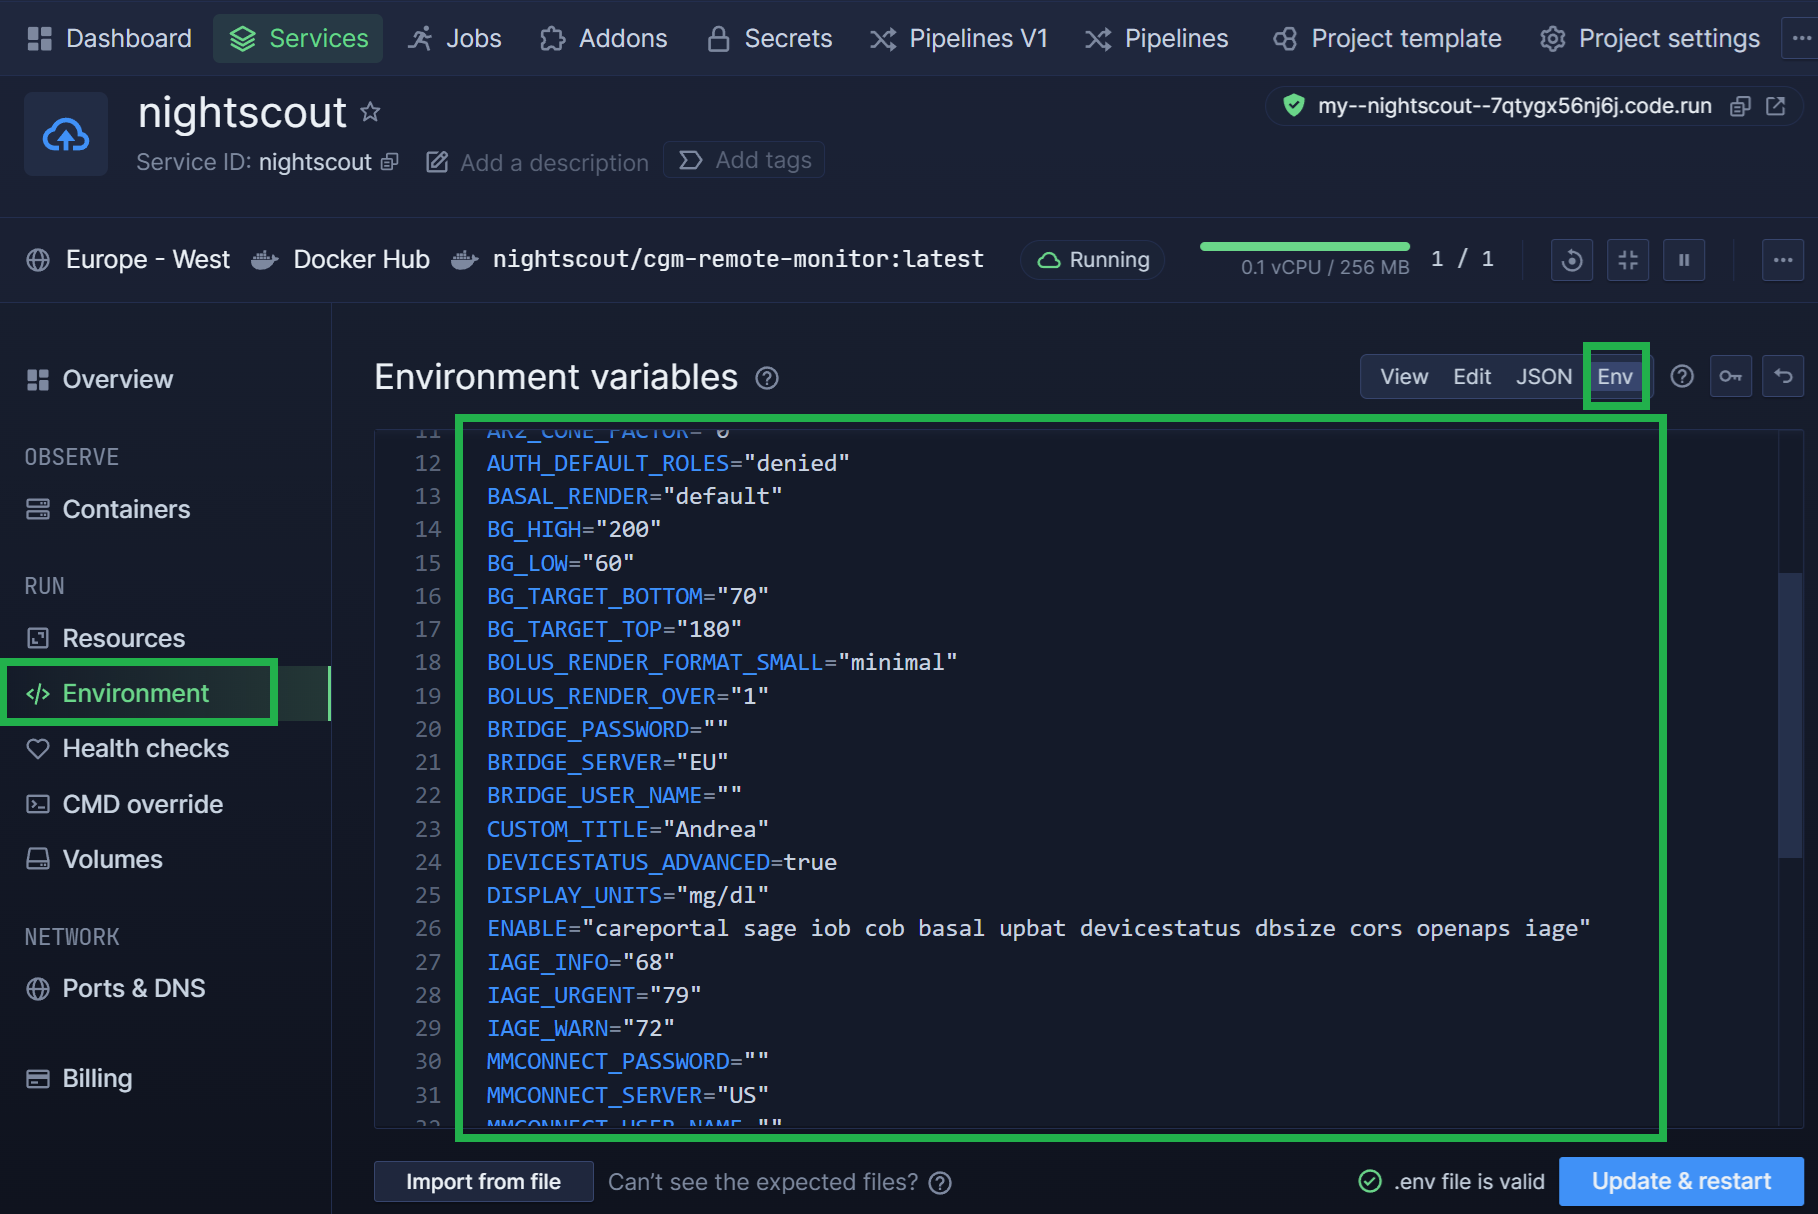 Dashboard Services Jobs Addons Secrets Pipelines V1 Pipelines Project template Project settings
nightscout
my--nightscout--7qtygx56nj6j.code.run
Service ID: nightscout Add a description Add tags
Europe - West Docker Hub nightscout/cgm-remote-monitor:latest Running 0.1 vCPU / 256 MB 1 / 1
Overview
OBSERVE
Containers
RUN
Resources
</> Environment
Health checks
CMD override
Volumes
NETWORK
Ports & DNS
Billing
Environment variables
View Edit JSON Env
11 AR2_CONE_FACTOR="0
12 AUTH_DEFAULT_ROLES="denied"
13 BASAL_RENDER="default"
14 BG_HIGH="200"
15 BG_LOW="60"
16 BG_TARGET_BOTTOM="70"
17 BG_TARGET_TOP="180"
18 BOLUS_RENDER_FORMAT_SMALL="minimal"
19 BOLUS_RENDER_OVER="1"
20 BRIDGE_PASSWORD=""
21 BRIDGE_SERVER="EU"
22 BRIDGE_USER_NAME=""
23 CUSTOM_TITLE="Andrea"
24 DEVICESTATUS_ADVANCED=true
25 DISPLAY_UNITS="mg/dl"
26 ENABLE="careportal sage iob cob basal upbat devicestatus dbsize cors openaps iage"
27 IAGE_INFO="68"
28 IAGE_URGENT="79"
29 IAGE_WARN="72"
30 MMCONNECT_PASSWORD=""
31 MMCONNECT_SERVER="US"
32 MMCONNECT_USER_NAME=""
Import from file Can't see the expected files?
.env file is valid Update & restart